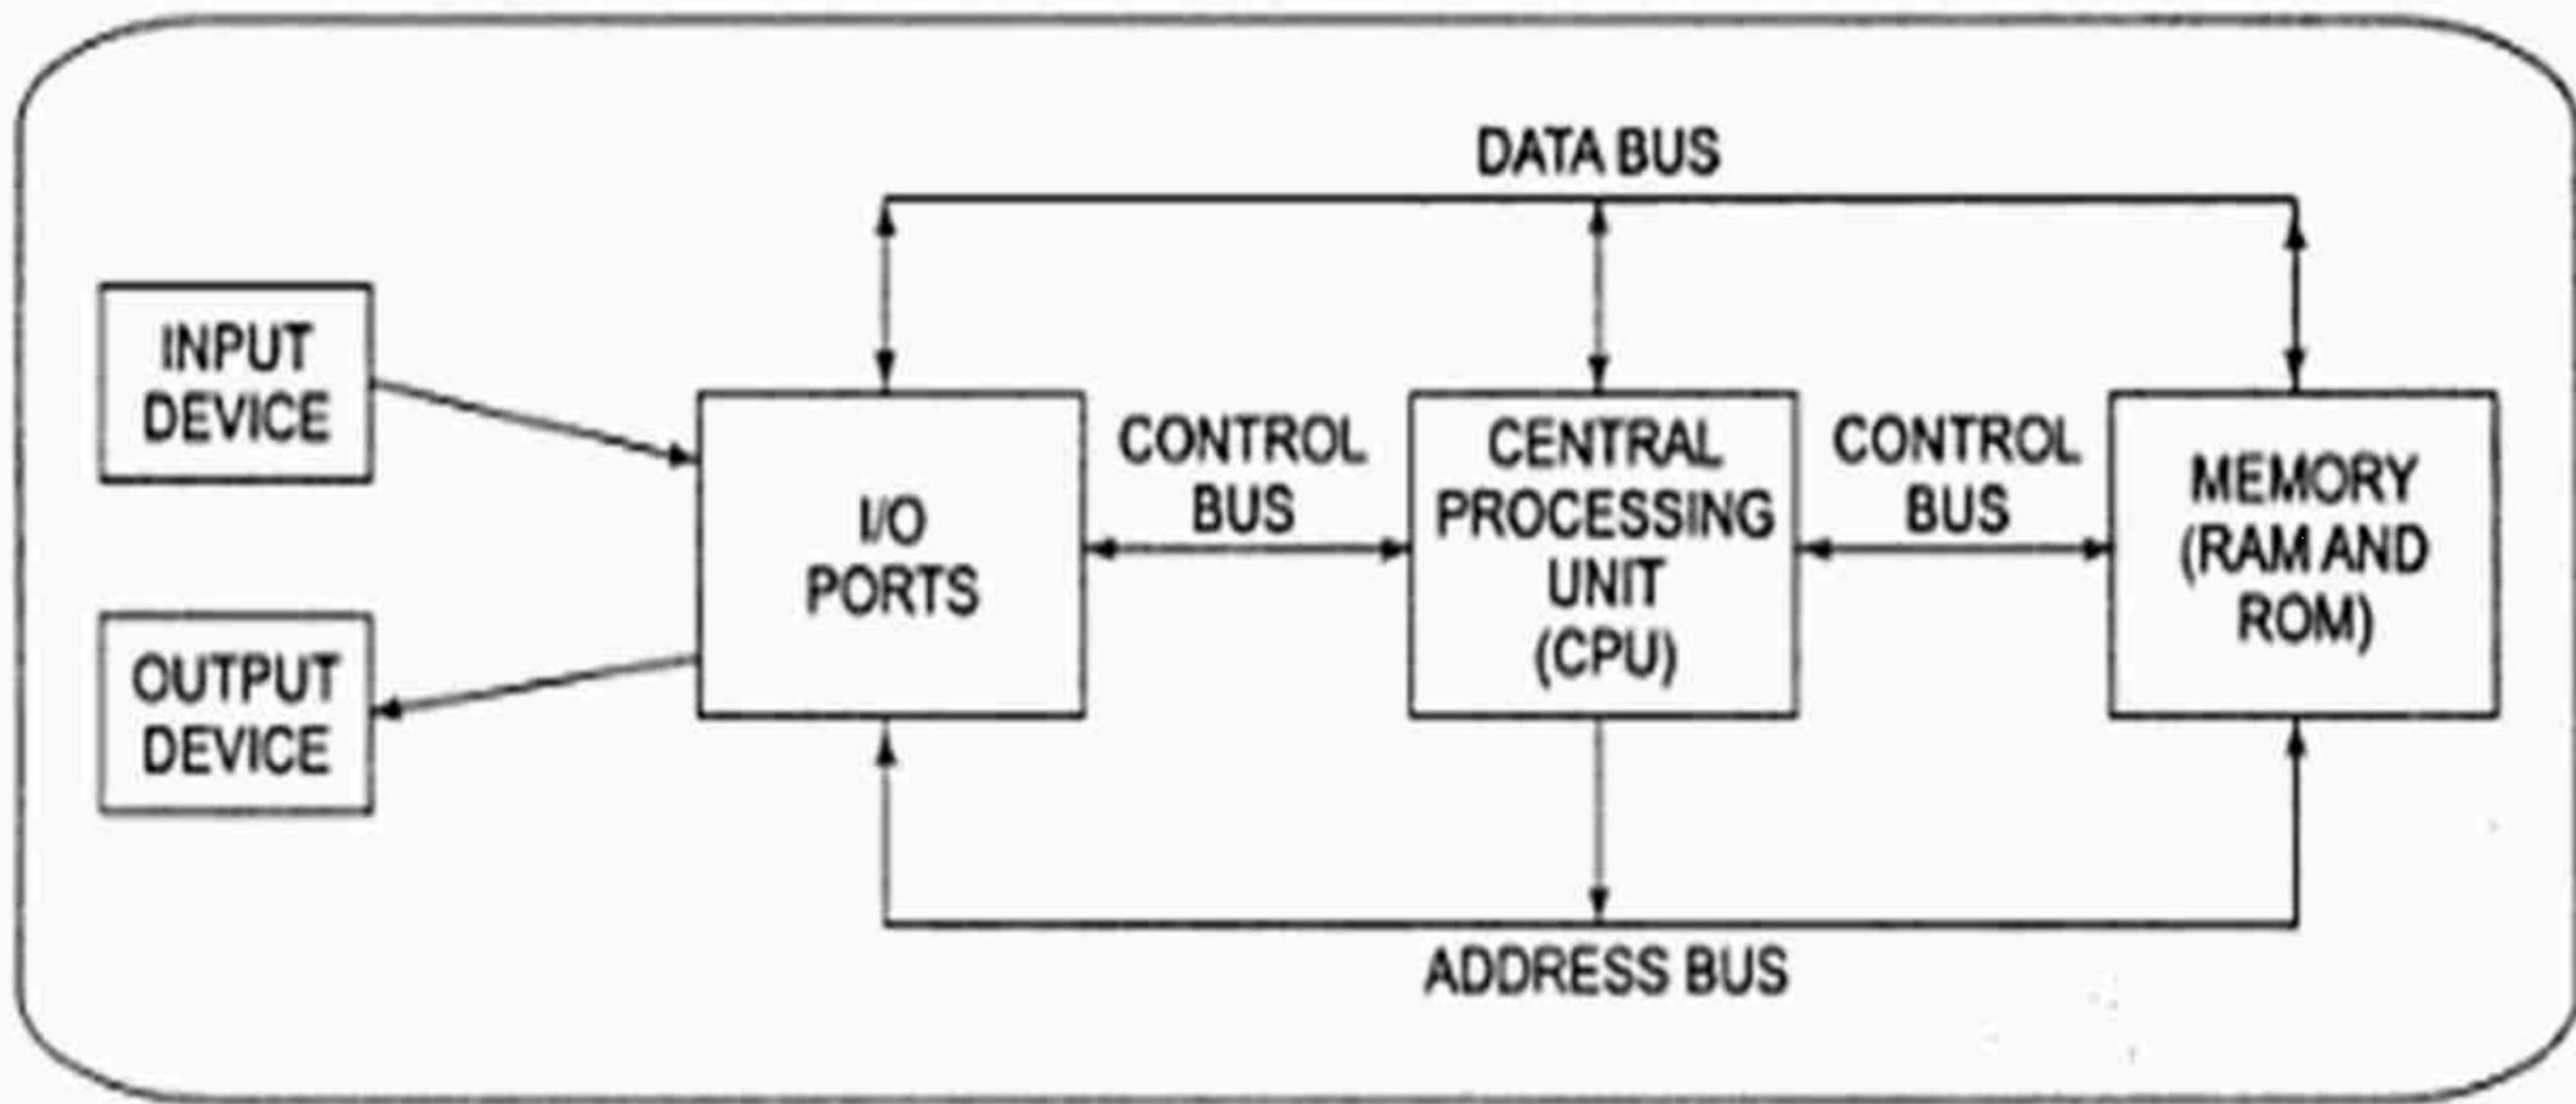 DATA BUS
INPUT
DEVICE
I/O
PORTS
CONTROL
BUS
CENTRAL
PROCESSING
UNIT
(CPU)
CONTROL
BUS
MEMORY
(RAM AND
ROM)
OUTPUT
DEVICE
ADDRESS BUS